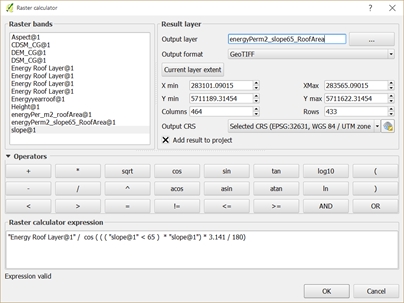 Raster calculator
Raster bands
Aspect@1
CDSM_CG@1
DEM_CG@1
DSM_CG@1
Energy Roof Layer@1
Energy Roof Layer@1
Energy Roof Layer@1
Energyyearroof@1
Height@1
energyPer_m2_roofarea@1
energyPerm2_slope65_RoofArea@1
slope@1
Result layer
Output layer energyPerm2_slope65_RoofArea ...
Output format GeoTIFF
Current layer extent
X min 283101.09015 XMax 283565.09015
Y min 5711189.31454 Y max 5711622.31454
Columns 464 Rows 433
Output CRS Selected CRS (EPSG:32631, WGS 84 / UTM zone
Add result to project
Operators
+ * sqrt cos sin tan log10 (
- / ^ acos asin atan ln )
< > = != <= >= AND OR
Raster calculator expression
"Energy Roof Layer@1" / cos ( ( ( "slope@1" < 65 ) * "slope@1") * 3.141 / 180)
Expression valid
OK Cancel